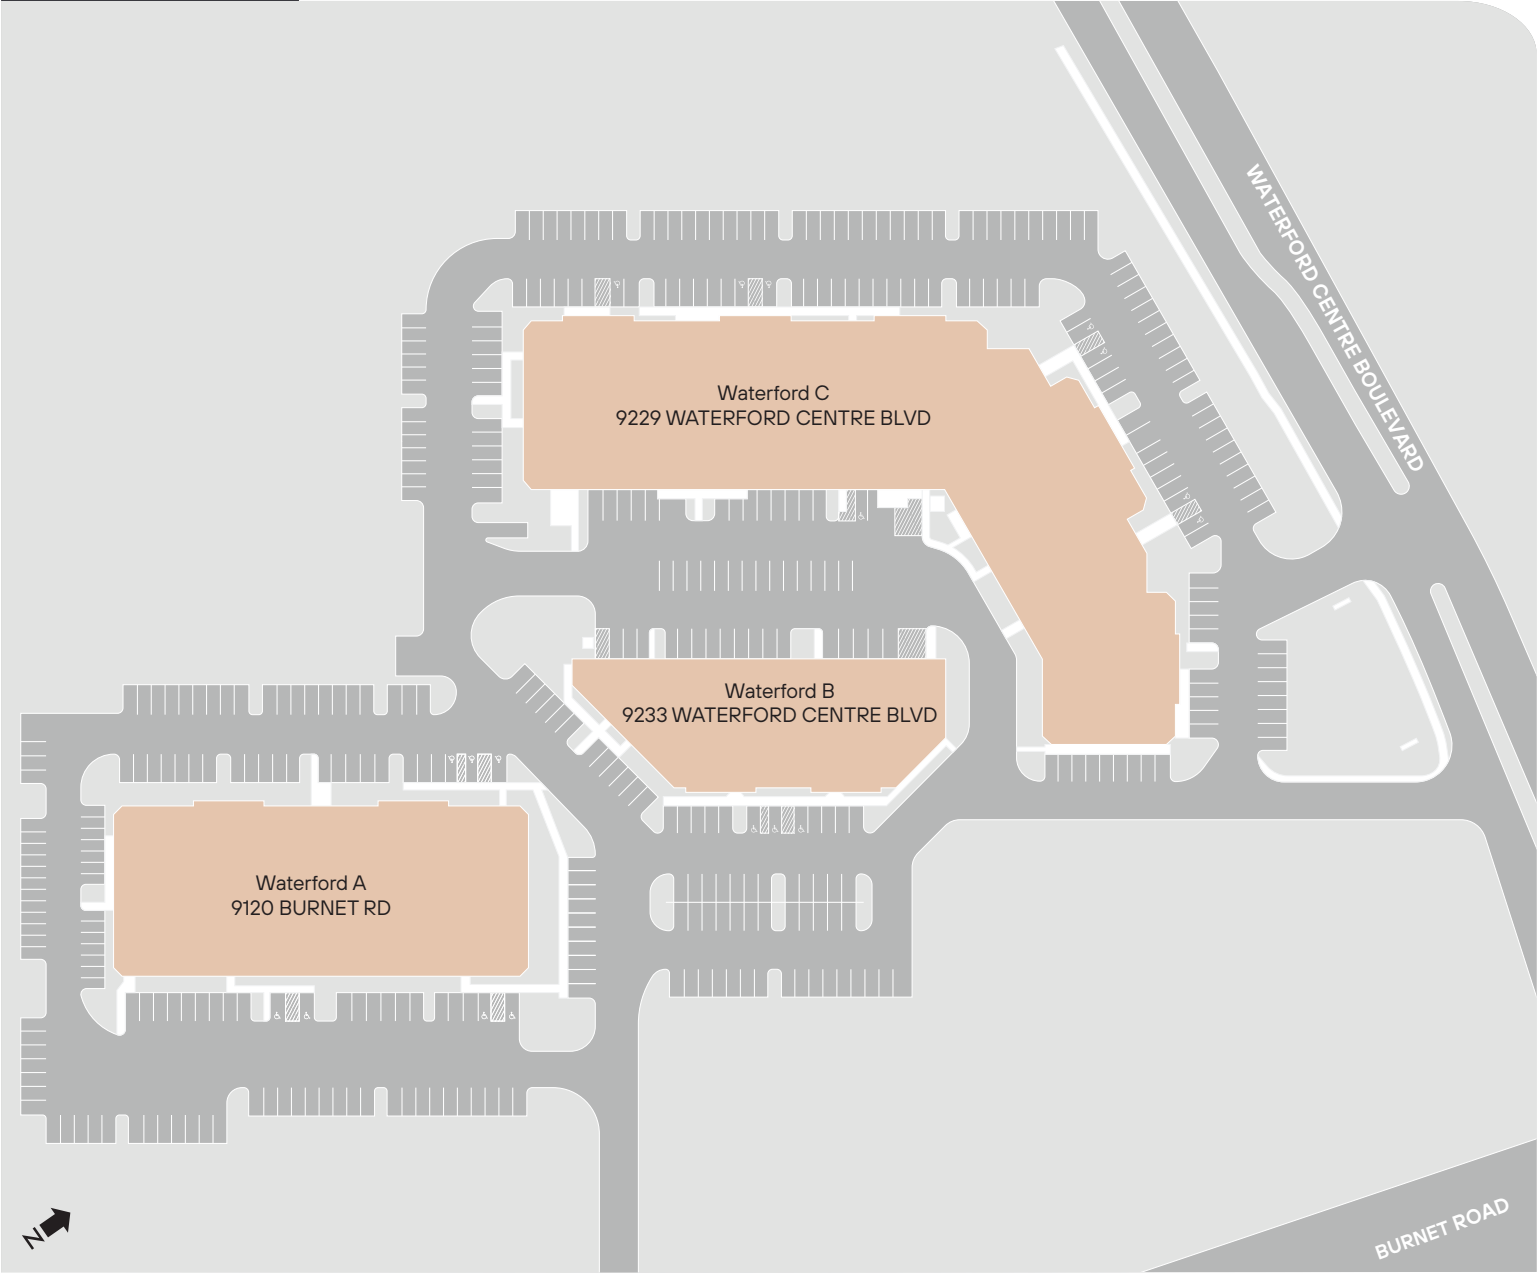 WATERFORD CENTRE BOULEVARD
Waterford C
9229 WATERFORD CENTRE BLVD
Waterford B
9233 WATERFORD CENTRE BLVD
Waterford A
9120 BURNET RD
N
BURNET ROAD